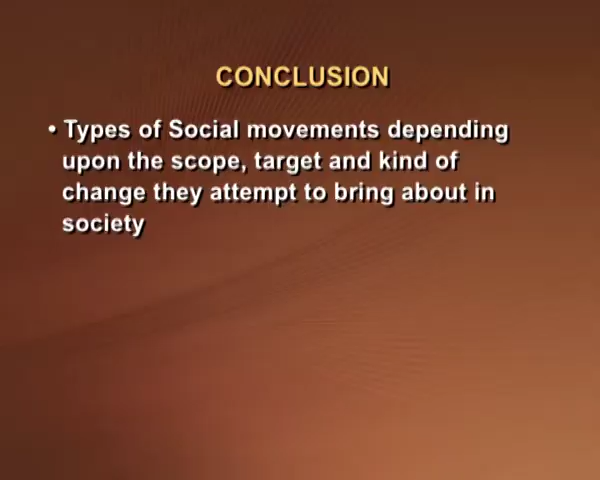 CONCLUSION
• Types of Social movements depending
upon the scope, target and kind of
change they attempt to bring about in
society